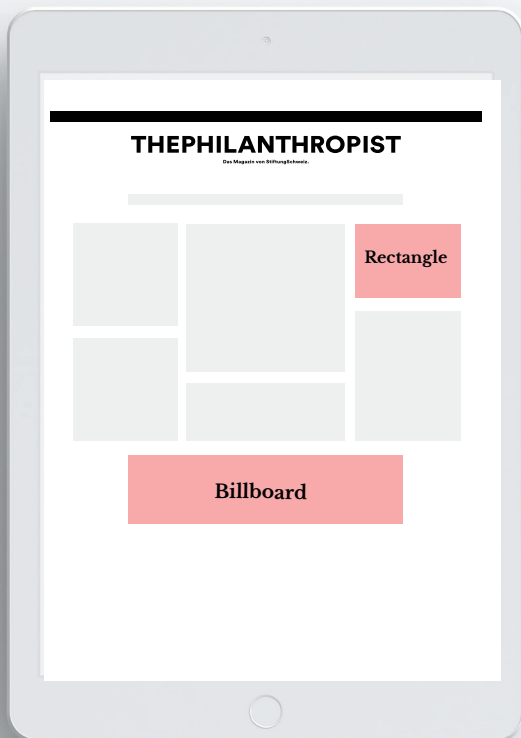 THEPHILANTHROPIST
Das Magazin von StiftungSchweiz.
Rectangle
Billboard